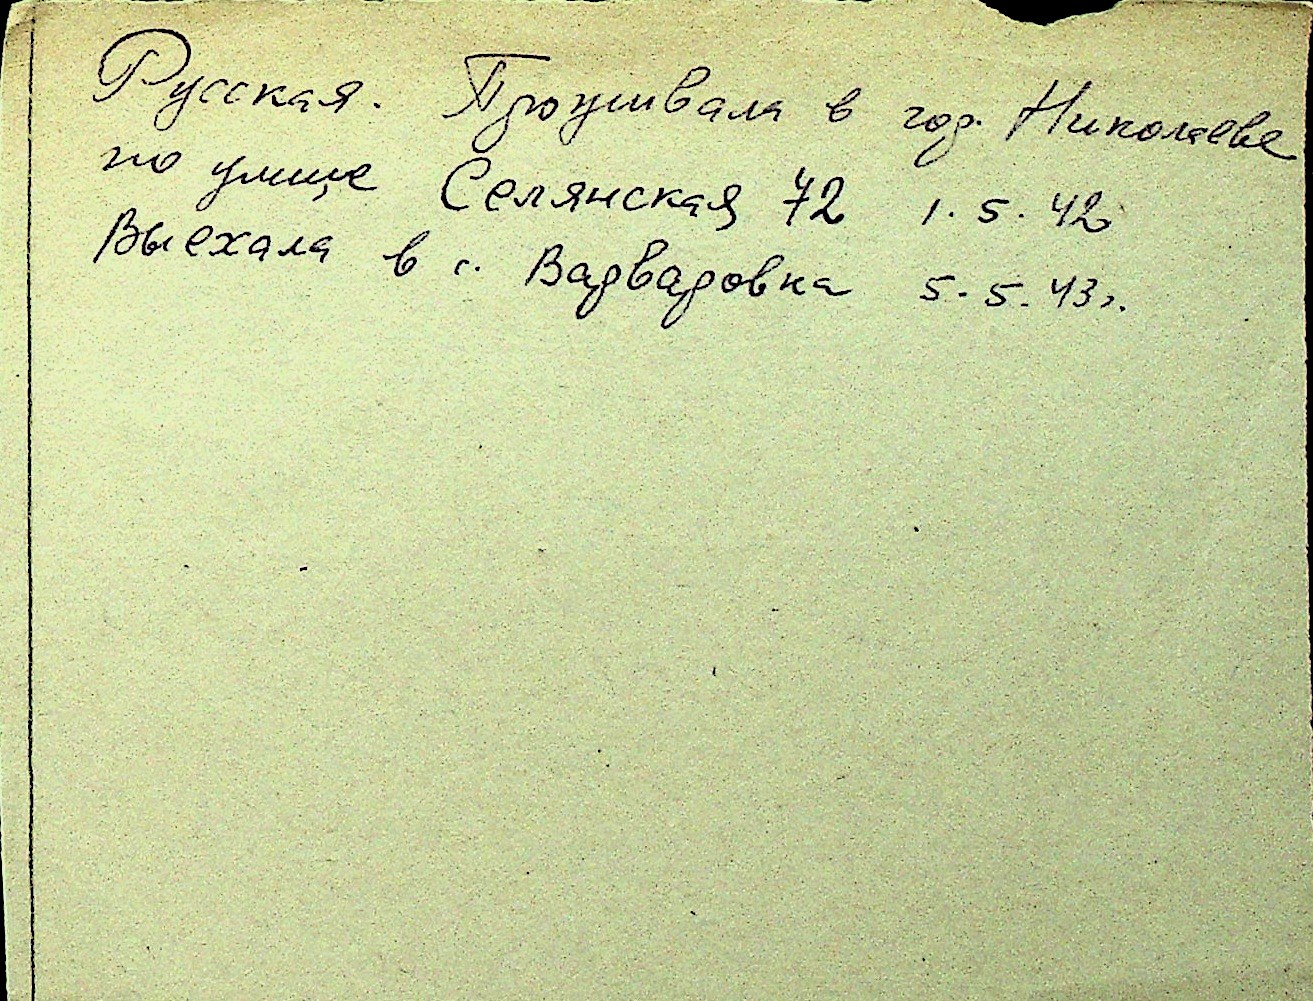 Русская. Проживала в гор. Николаеве
по улице Селянская 72 1.5.42
Выехала в с. Варваровка 5.5.43г.